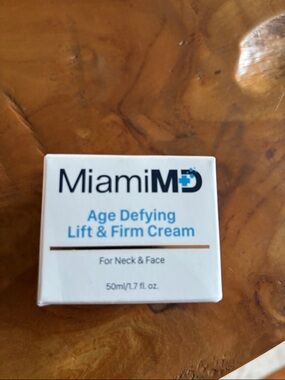 MiamiMD
Age Defying
Lift & Firm Cream
For Neck & Face
50ml/1.7 fl. oz.